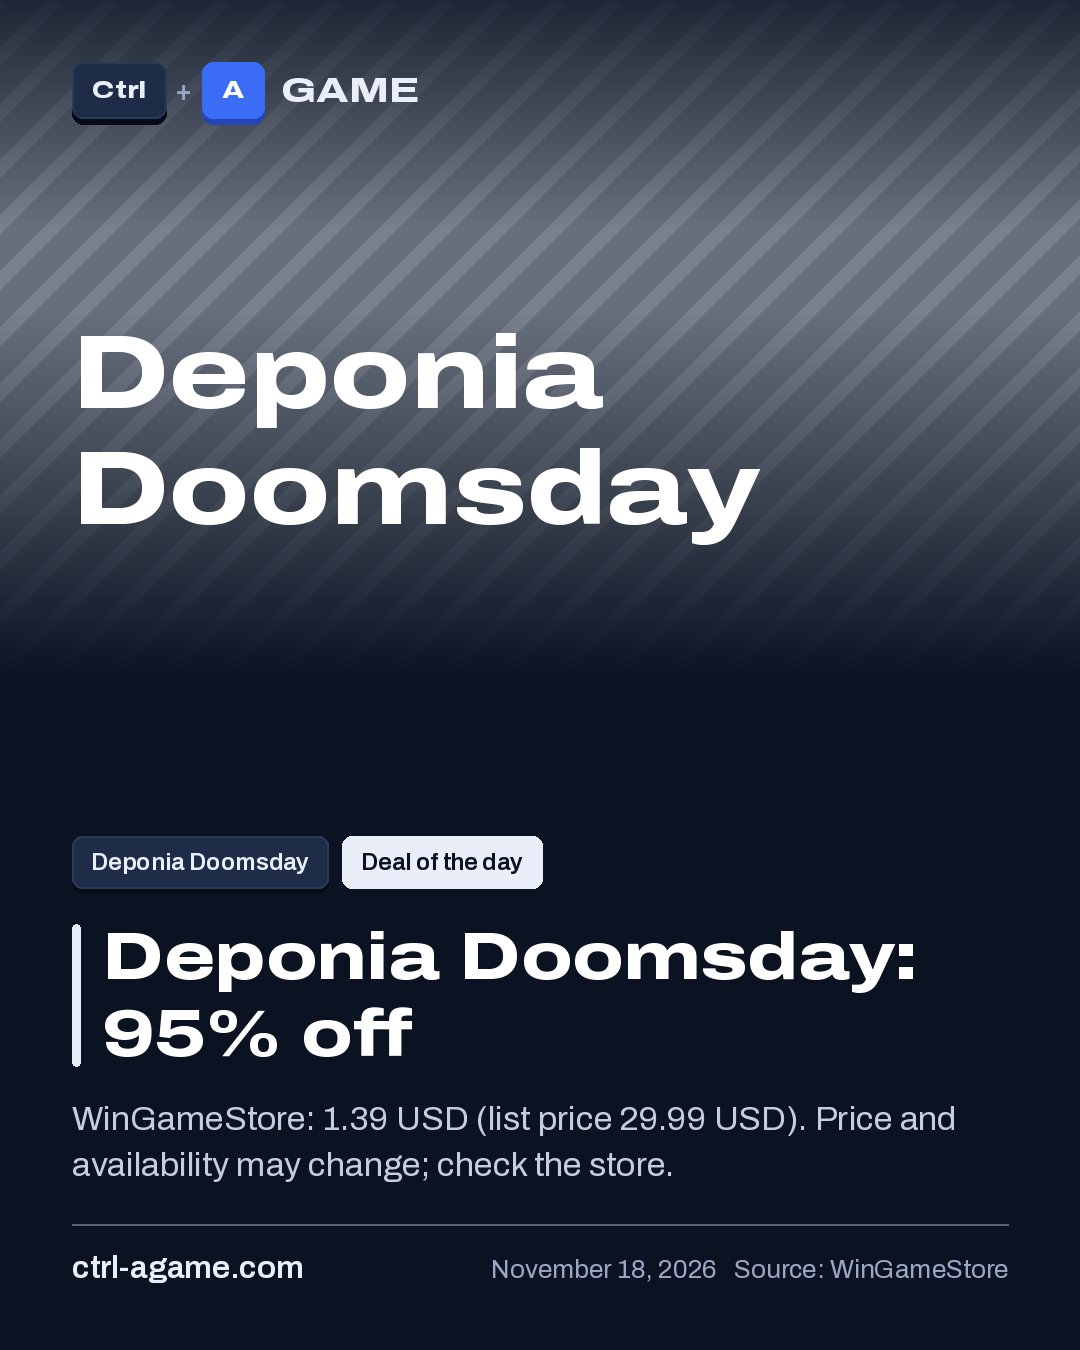 Ctrl + A GAME
Deponia
Doomsday
Deponia Doomsday
Deal of the day
Deponia Doomsday:
95% off
WinGameStore: 1.39 USD (list price 29.99 USD). Price and
availability may change; check the store.
ctrl-agame.com
November 18, 2026 Source: WinGameStore